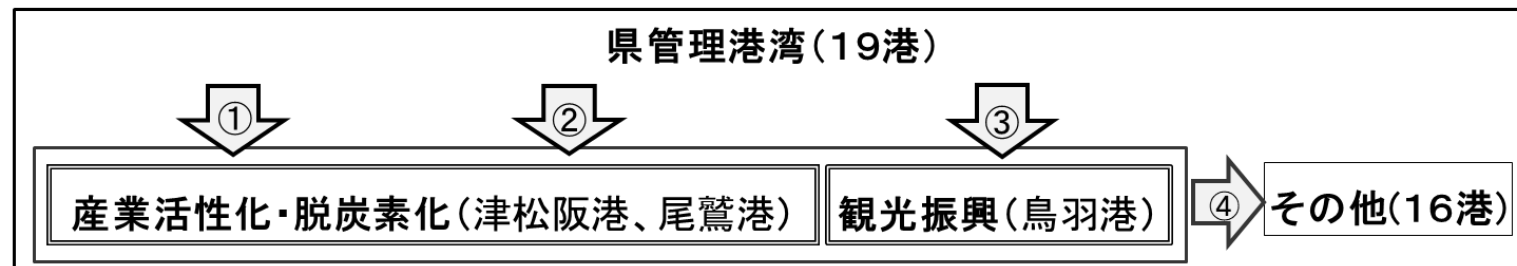 県管理港湾（１９港）
①
②
③
産業活性化・脱炭素化（津松阪港、尾鷲港）
観光振興（鳥羽港）
④
その他（１６港）